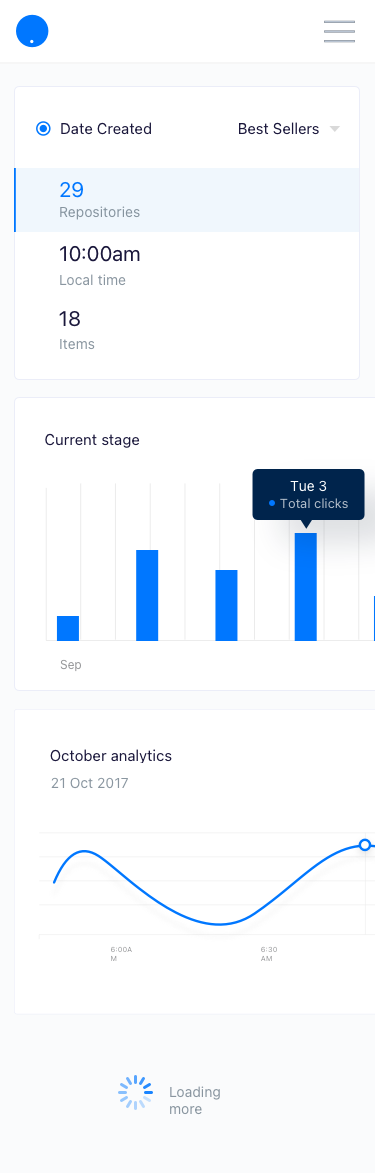 Date Created
Best Sellers
29
Repositories
10:00am
Local time
18
Items
Current stage
Tue 3
Total clicks
Sep
October analytics
21 Oct 2017
6:00A
M
6:30
AM
Loading
more